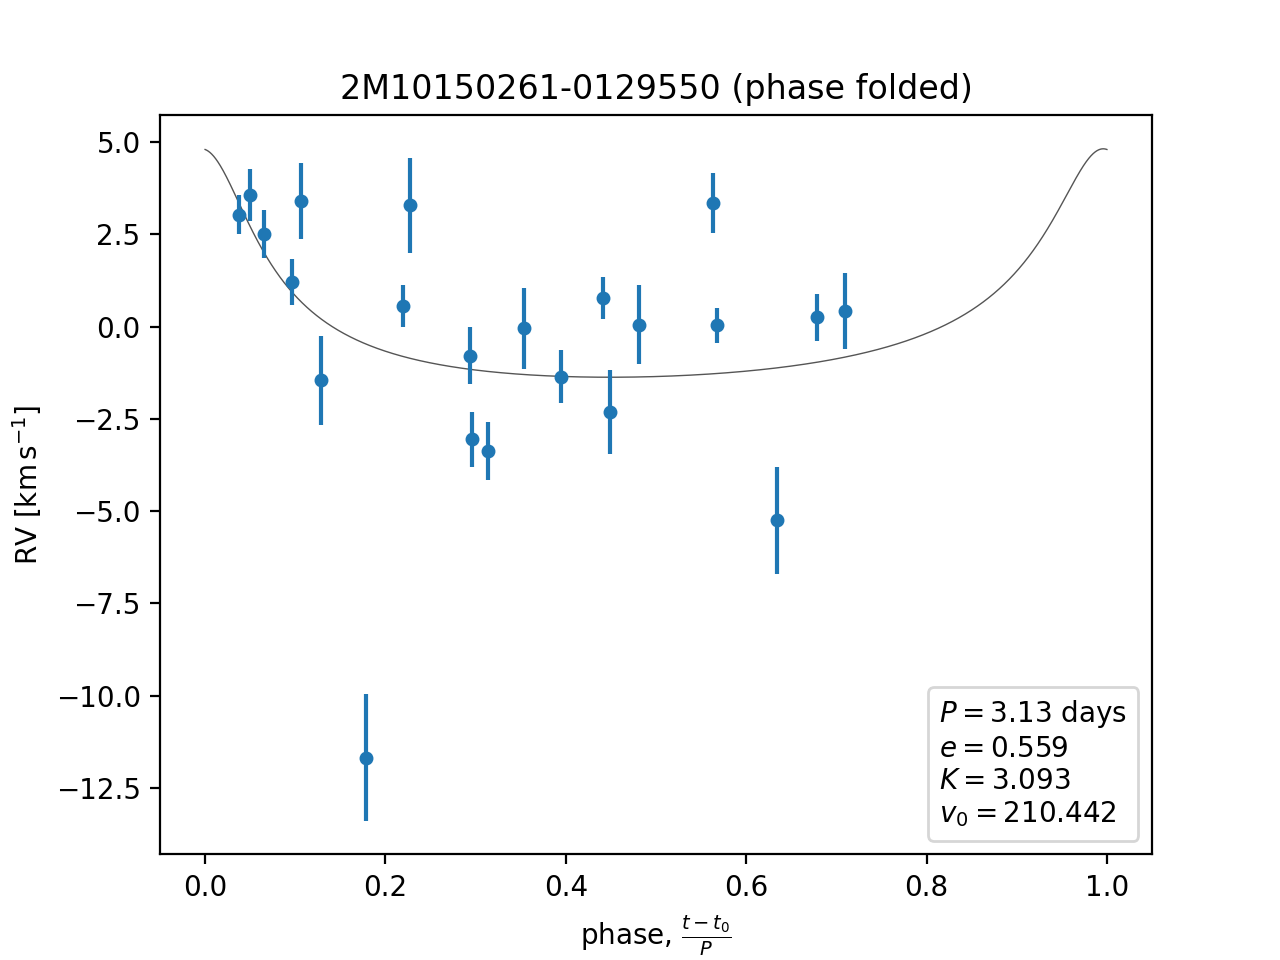 2M10150261-0129550 (phase folded)
RV [km s⁻¹]
5.0
2.5
0.0
−2.5
−5.0
−7.5
−10.0
−12.5
P = 3.13 days
e = 0.559
K = 3.093
v₀ = 210.442
0.0 0.2 0.4 0.6 0.8 1.0
phase, (t − t₀)/P